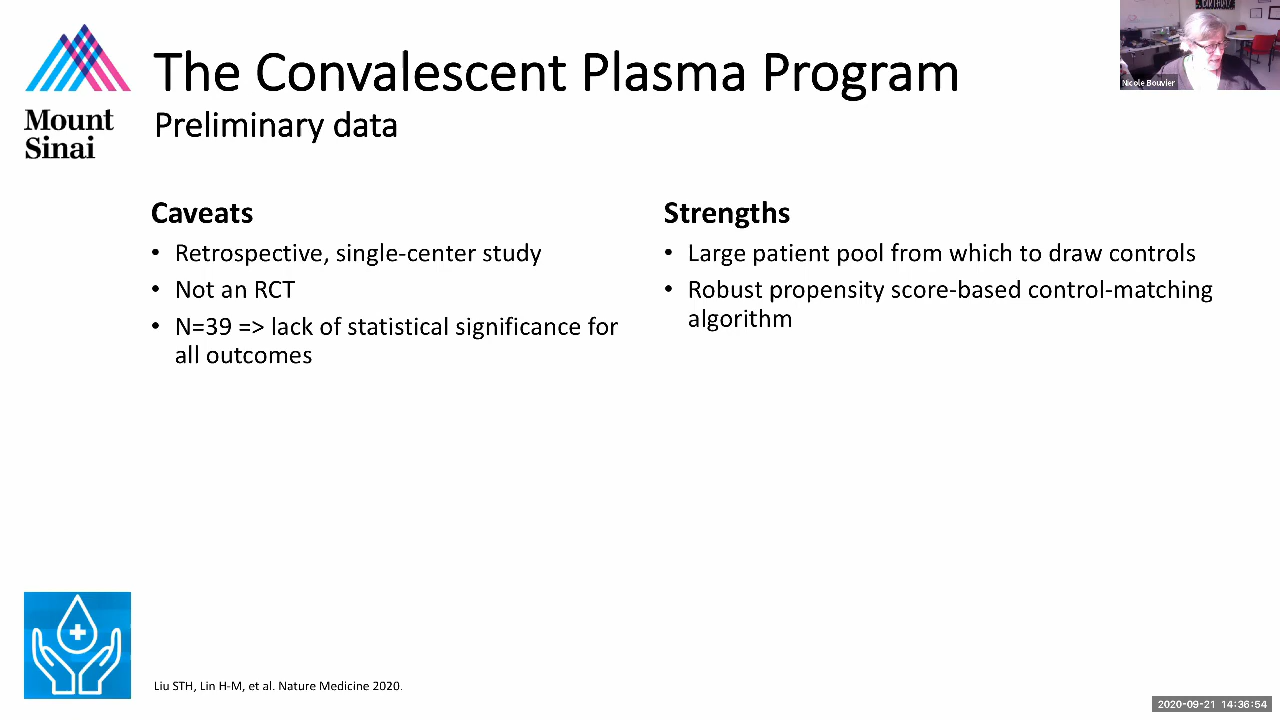 The Convalescent Plasma Program
Preliminary data
Mount
Sinai
Nicole Bouvier
Caveats
• Retrospective, single-center study
• Not an RCT
• N=39 => lack of statistical significance for
all outcomes
Strengths
• Large patient pool from which to draw controls
• Robust propensity score-based control-matching
algorithm
Liu STH, Lin H-M, et al. Nature Medicine 2020.
2020-09-21 14:36:54